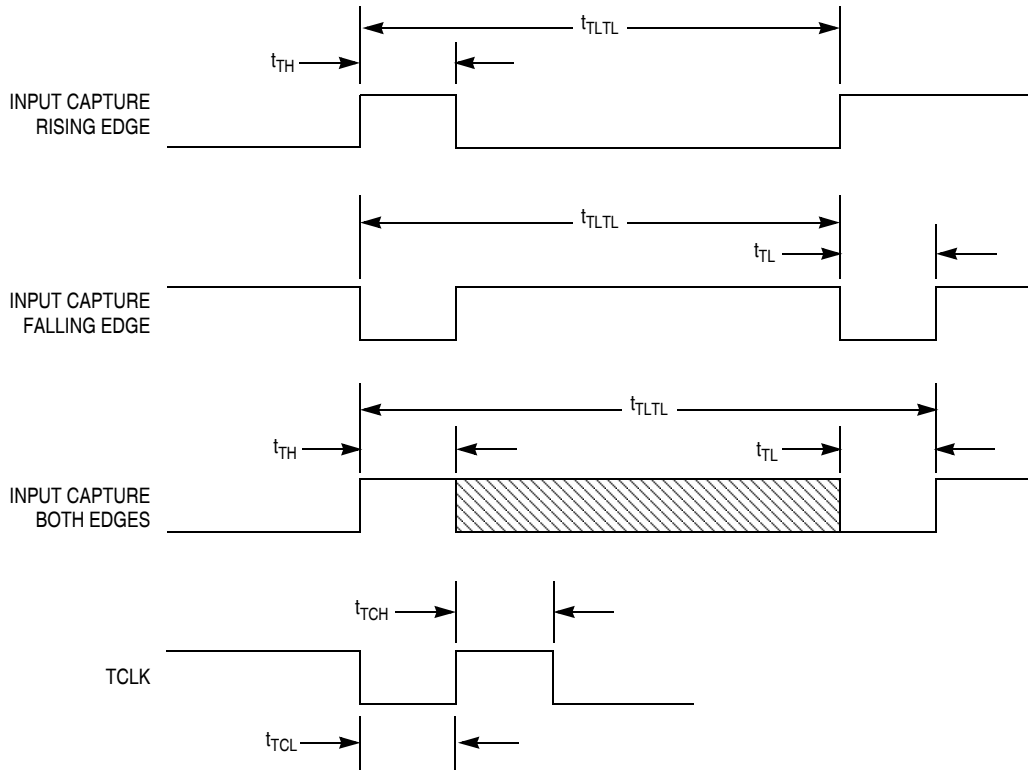 tTLTL
tTH
INPUT CAPTURE
RISING EDGE
tTLTL
tTL
INPUT CAPTURE
FALLING EDGE
tTLTL
tTH
tTL
INPUT CAPTURE
BOTH EDGES
tTCH
TCLK
tTCL